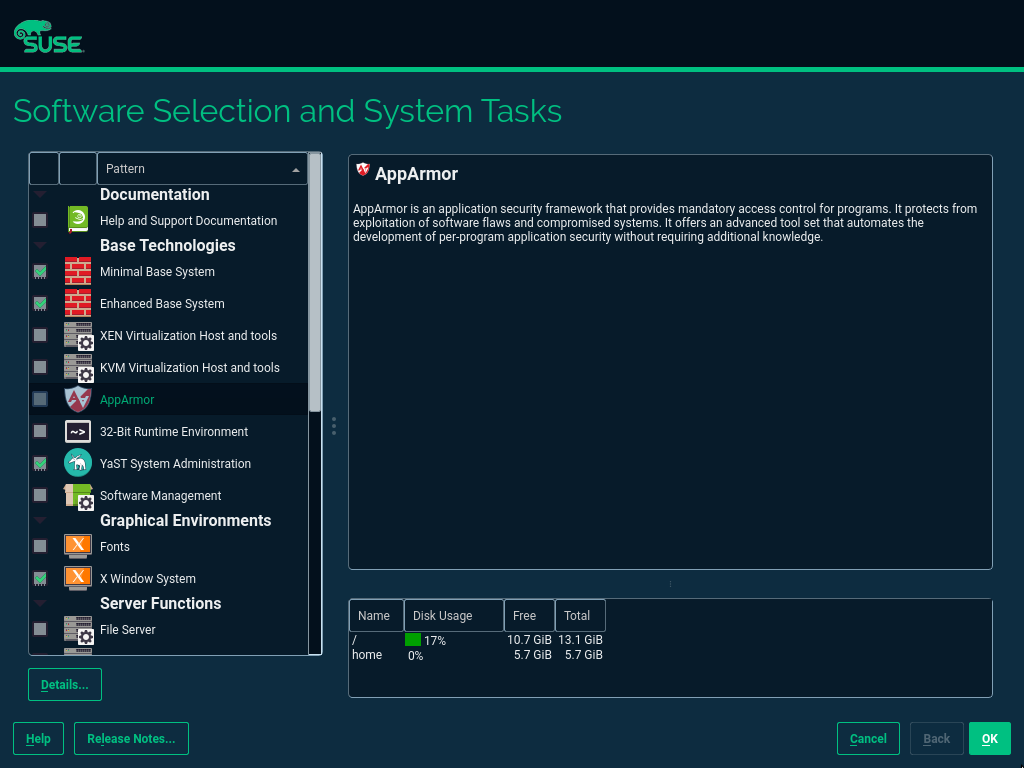 SUSE
Software Selection and System Tasks
Pattern
Documentation
Help and Support Documentation
Base Technologies
Minimal Base System
Enhanced Base System
XEN Virtualization Host and tools
KVM Virtualization Host and tools
AppArmor
~>
32-Bit Runtime Environment
YaST System Administration
Software Management
Graphical Environments
X
Fonts
X
X Window System
Server Functions
File Server
AppArmor
AppArmor is an application security framework that provides mandatory access control for programs. It protects from
exploitation of software flaws and compromised systems. It offers an advanced tool set that automates the
development of per-program application security without requiring additional knowledge.
Name Disk Usage Free Total
/ 17% 10.7 GiB 13.1 GiB
home 0% 5.7 GiB 5.7 GiB
Details...
Help Release Notes... Cancel Back OK